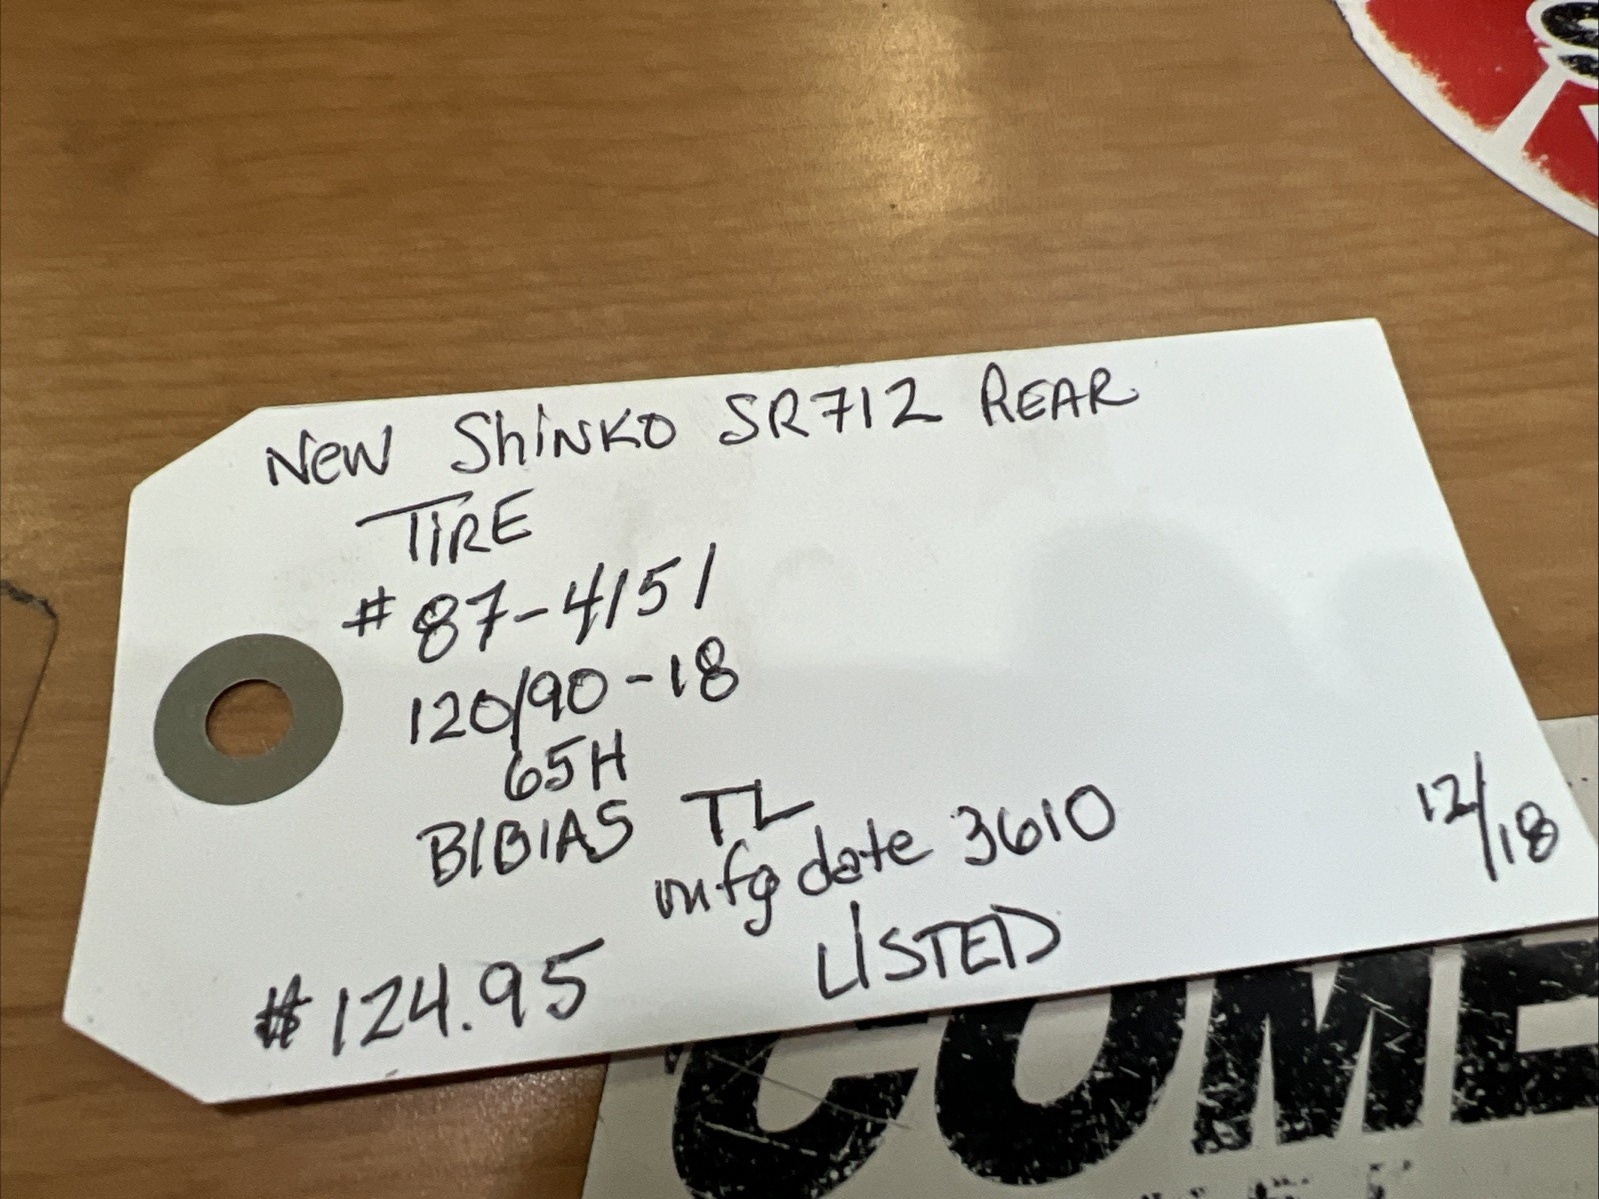 New Shinko SR712 REAR
TIRE
# 87-4151
120/90-18
65H
B/BIAS TL
mfg date 3610
12/18
LISTED
$124.95
COME